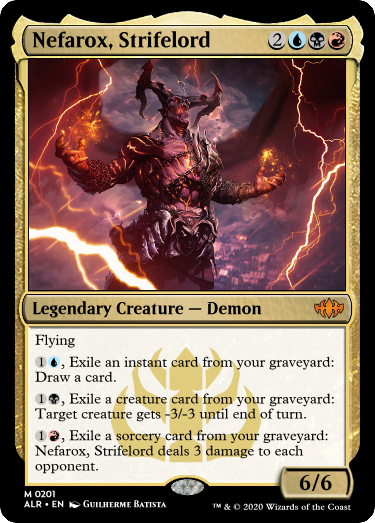 Nefarox, Strifelord 2
Legendary Creature — Demon
Flying
1, Exile an instant card from your graveyard:
Draw a card.
1, Exile a creature card from your graveyard:
Target creature gets -3/-3 until end of turn.
1, Exile a sorcery card from your graveyard:
Nefarox, Strifelord deals 3 damage to each
opponent.
6/6
M 0201
ALR • EN Guilherme Batista
™ & © 2020 Wizards of the Coast